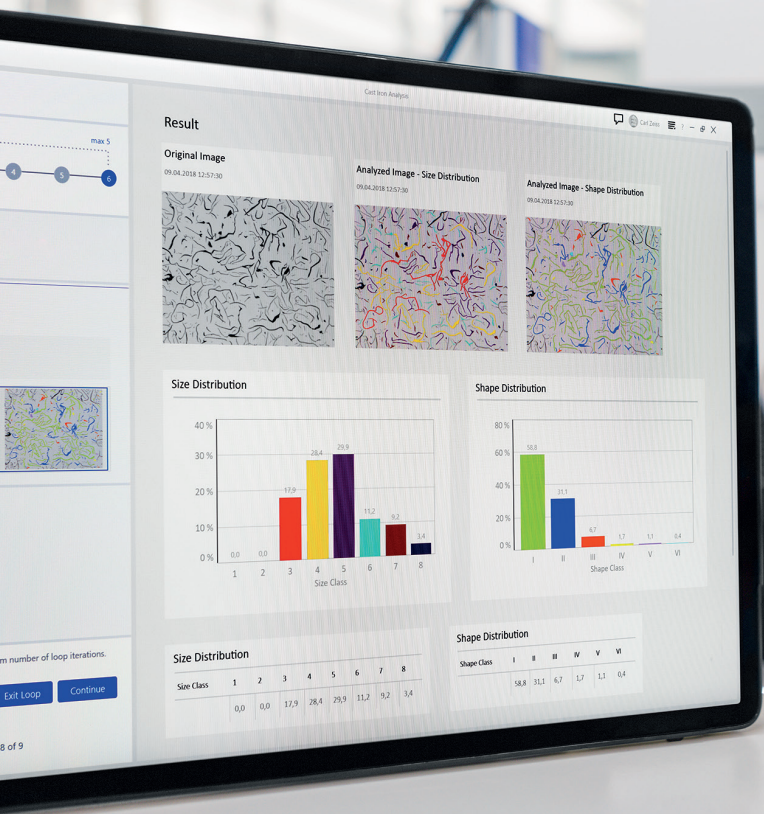 Cast Iron Analysis
Carl Zeiss
max 5
4 5 6
Result
Original Image
09.04.2018 12:57:30
Analyzed Image - Size Distribution
09.04.2018 12:57:30
Analyzed Image - Shape Distribution
09.04.2018 12:57:30
Size Distribution
40 %
30 %
20 %
10 %
0 %
0,0 0,0 17,9 28,4 29,9 11,2 9,2 3,4
1 2 3 4 5 6 7 8
Size Class
Shape Distribution
80 %
60 %
40 %
20 %
0 %
58,8 31,1 6,7 1,7 1,1 0,4
I II III IV V VI
Shape Class
m number of loop iterations.
Exit Loop Continue
8 of 9
Size Distribution
Size Class 1 2 3 4 5 6 7 8
0,0 0,0 17,9 28,4 29,9 11,2 9,2 3,4
Shape Distribution
Shape Class I II III IV V VI
58,8 31,1 6,7 1,7 1,1 0,4